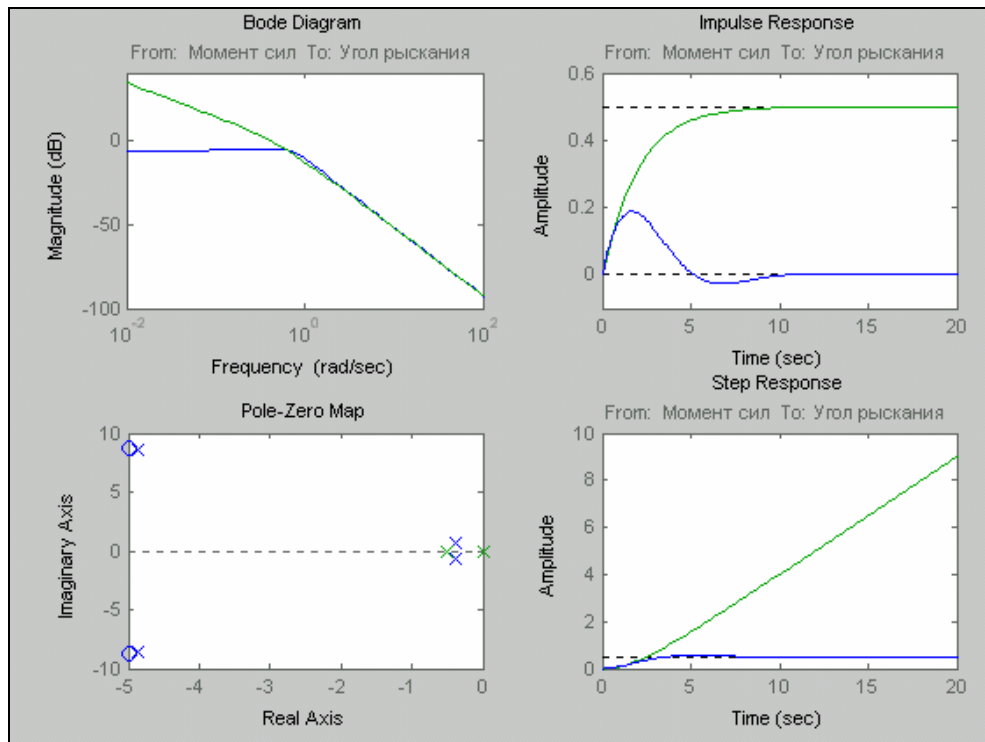 Bode Diagram
From: Момент сил To: Угол рыскания
0
-50
-100
Magnitude (dB)
10^-2
10^0
10^2
Frequency (rad/sec)
Impulse Response
From: Момент сил To: Угол рыскания
0.6
0.4
0.2
0
Amplitude
0
5
10
15
20
Time (sec)
Pole-Zero Map
10
5
0
-5
-10
Imaginary Axis
-5
-4
-3
-2
-1
0
Real Axis
Step Response
From: Момент сил To: Угол рыскания
10
8
6
4
2
0
Amplitude
0
5
10
15
20
Time (sec)